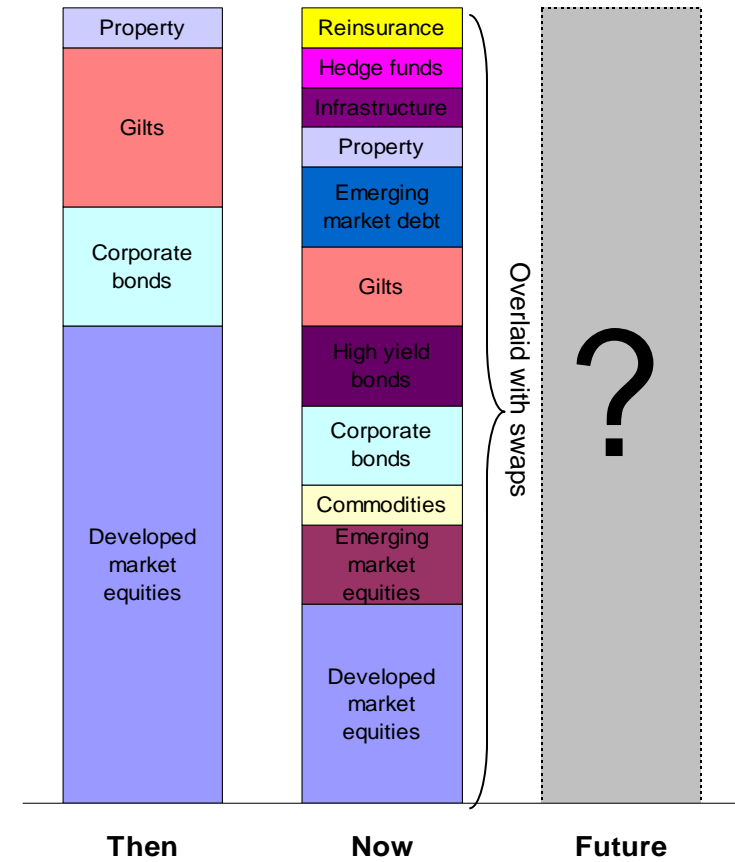 Property
Gilts
Corporate
bonds
Developed
market
equities
Reinsurance
Hedge funds
Infrastructure
Property
Emerging
market debt
Gilts
High yield
bonds
Corporate
bonds
Commodities
Emerging
market
equities
Developed
market
equities
Overlaid with swaps
?
Then
Now
Future